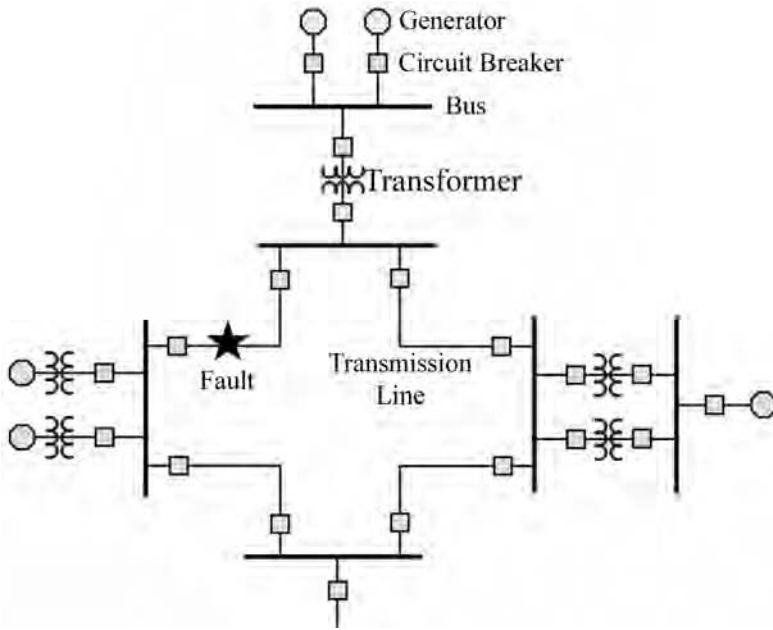 Generator
Circuit Breaker
Bus
Transformer
Transmission
Line
Fault